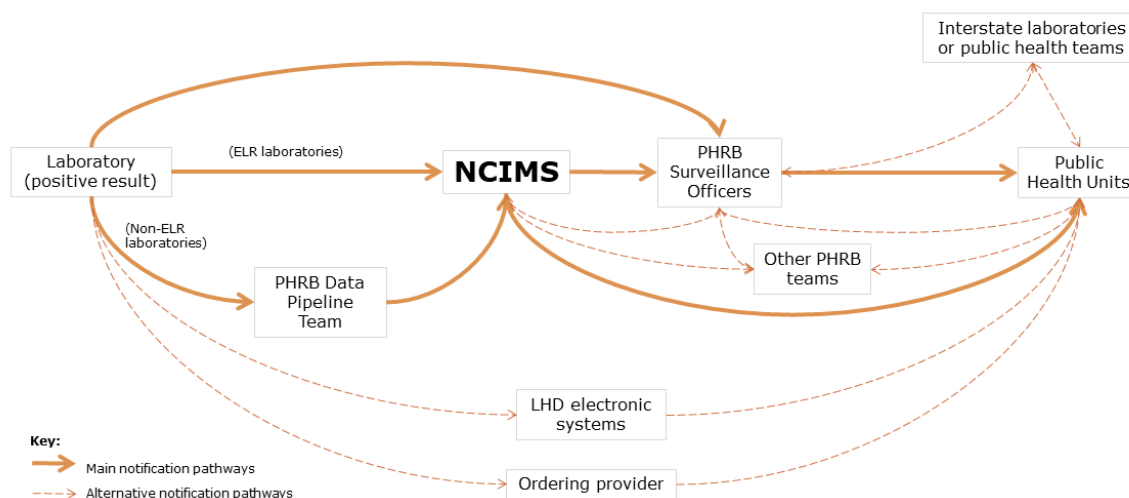 Interstate laboratories
or public health teams
(ELR laboratories)
Laboratory
(positive result)
NCIMS
PHRB
Surveillance
Officers
Public
Health Units
(Non-ELR
laboratories)
Other PHRB
teams
PHRB Data
Pipeline
Team
LHD electronic
systems
Ordering provider
Key:
Main notification pathways
Alternative notification pathways